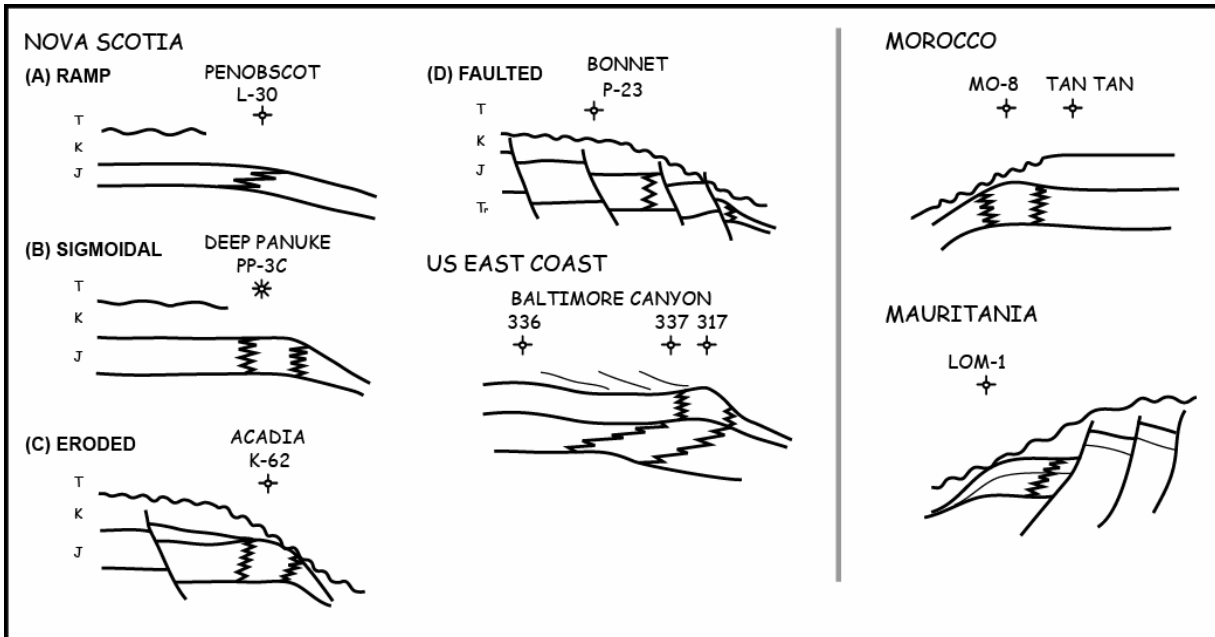 NOVA SCOTIA
(A) RAMP
PENOBSCOT
L-30
T
K
J
(B) SIGMOIDAL
DEEP PANUKE
PP-3C
T
K
J
(C) ERODED
ACADIA
K-62
T
K
J
(D) FAULTED
BONNET
P-23
T
K
J
Tr
US EAST COAST
BALTIMORE CANYON
336 337 317
MOROCCO
MO-8 TAN TAN
MAURITANIA
LOM-1